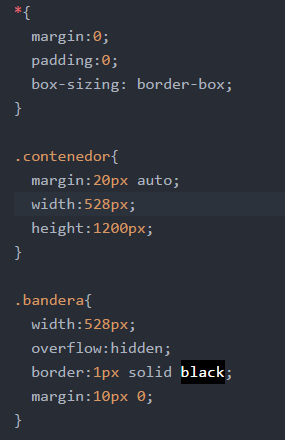 *{
margin:0;
padding:0;
box-sizing: border-box;
}
.contenedor{
margin:20px auto;
width:528px;
height:1200px;
}
.bandera{
width:528px;
overflow:hidden;
border:1px solid black;
margin:10px 0;
}